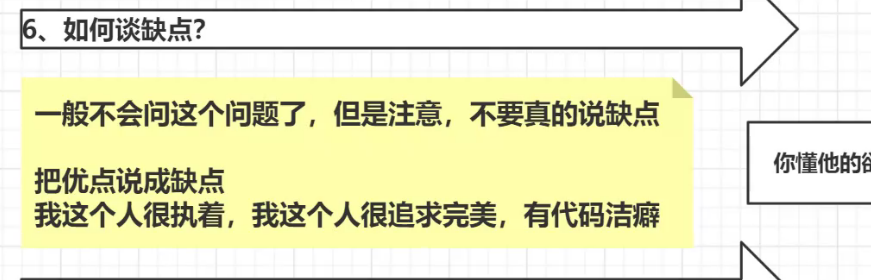 6、如何谈缺点？
一般不会问这个问题了，但是注意，不要真的说缺点
把优点说成缺点
我这个人很执着，我这个人很追求完美，有代码洁癖
你懂他的